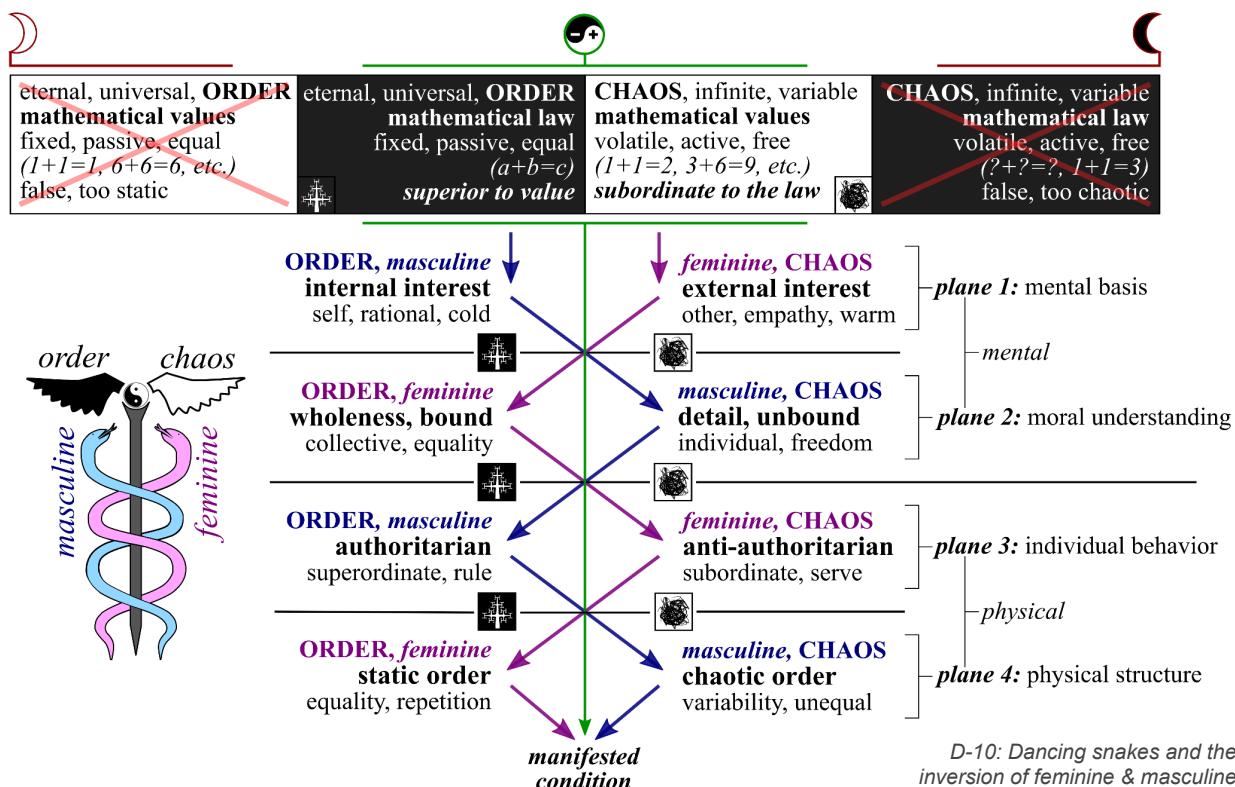 eternal, universal, ORDER
mathematical values
fixed, passive, equal
(1+1=1, 6+6=6, etc.)
false, too static
eternal, universal, ORDER
mathematical law
fixed, passive, equal
(a+b=c)
superior to value
CHAOS, infinite, variable
mathematical values
volatile, active, free
(1+1=2, 3+6=9, etc.)
subordinate to the law
CHAOS, infinite, variable
mathematical law
volatile, active, free
(?+?=?, 1+1=3)
false, too chaotic
ORDER, masculine
internal interest
self, rational, cold
feminine, CHAOS
external interest
other, empathy, warm
plane 1: mental basis
mental
order
chaos
masculine
feminine
ORDER, feminine
wholeness, bound
collective, equality
masculine, CHAOS
detail, unbound
individual, freedom
plane 2: moral understanding
ORDER, masculine
authoritarian
superordinate, rule
feminine, CHAOS
anti-authoritarian
subordinate, serve
plane 3: individual behavior
physical
ORDER, feminine
static order
equality, repetition
masculine, CHAOS
chaotic order
variability, unequal
plane 4: physical structure
manifested
condition
D-10: Dancing snakes and the
inversion of feminine & masculine